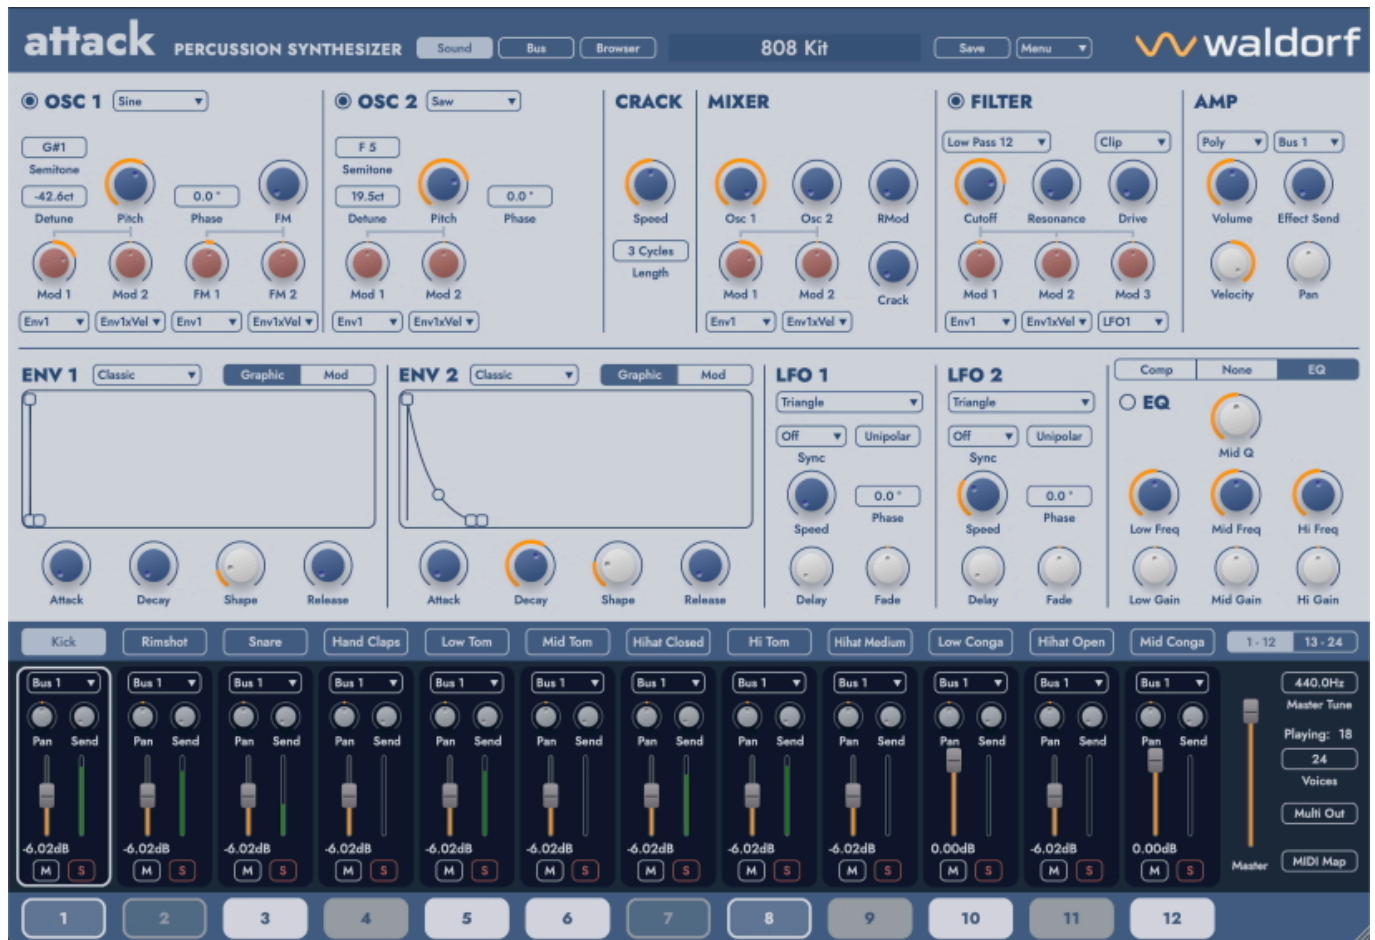 attack PERCUSSION SYNTHESIZER Sound Bus Browser 808 Kit Save Menu waldorf
OSC 1 Sine OSC 2 Saw CRACK MIXER FILTER AMP
Low Pass 12 Clip Poly Bus 1
G#1 F 5
Semitone Semitone
-42.6ct 0.0 ° 19.5ct 0.0 °
Detune Pitch Phase FM Detune Pitch Phase Speed Osc 1 Osc 2 RMod Cutoff Resonance Drive Volume Effect Send
3 Cycles
Length
Mod 1 Mod 2 FM 1 FM 2 Mod 1 Mod 2 Mod 1 Mod 2 Crack Mod 1 Mod 2 Mod 3 Velocity Pan
Env1 Env1xVel Env1 Env1xVel Env1 Env1xVel Env1 Env1xVel Env1 Env1xVel LFO1
ENV 1 Classic Graphic Mod ENV 2 Classic Graphic Mod LFO 1 LFO 2 Comp None EQ
Triangle Triangle EQ
Off Unipolar Off Unipolar
Sync Sync Mid Q
0.0 ° 0.0 °
Phase Phase
Speed Speed Low Freq Mid Freq Hi Freq
Attack Decay Shape Release Attack Decay Shape Release Delay Fade Delay Fade Low Gain Mid Gain Hi Gain
Kick Rimshot Snare Hand Claps Low Tom Mid Tom Hihat Closed Hi Tom Hihat Medium Low Conga Hihat Open Mid Conga 1 - 12 13 - 24
Bus 1 Bus 1 Bus 1 Bus 1 Bus 1 Bus 1 Bus 1 Bus 1 Bus 1 Bus 1 Bus 1 Bus 1 440.0Hz
Master Tune
Pan Send Pan Send Pan Send Pan Send Pan Send Pan Send Pan Send Pan Send Pan Send Pan Send Pan Send Pan Send Playing: 18
24
Voices
Multi Out
-6.02dB -6.02dB -6.02dB -6.02dB -6.02dB -6.02dB -6.02dB -6.02dB -6.02dB 0.00dB -6.02dB 0.00dB
M S M S M S M S M S M S M S M S M S M S M S M S Master MIDI Map
1 2 3 4 5 6 7 8 9 10 11 12